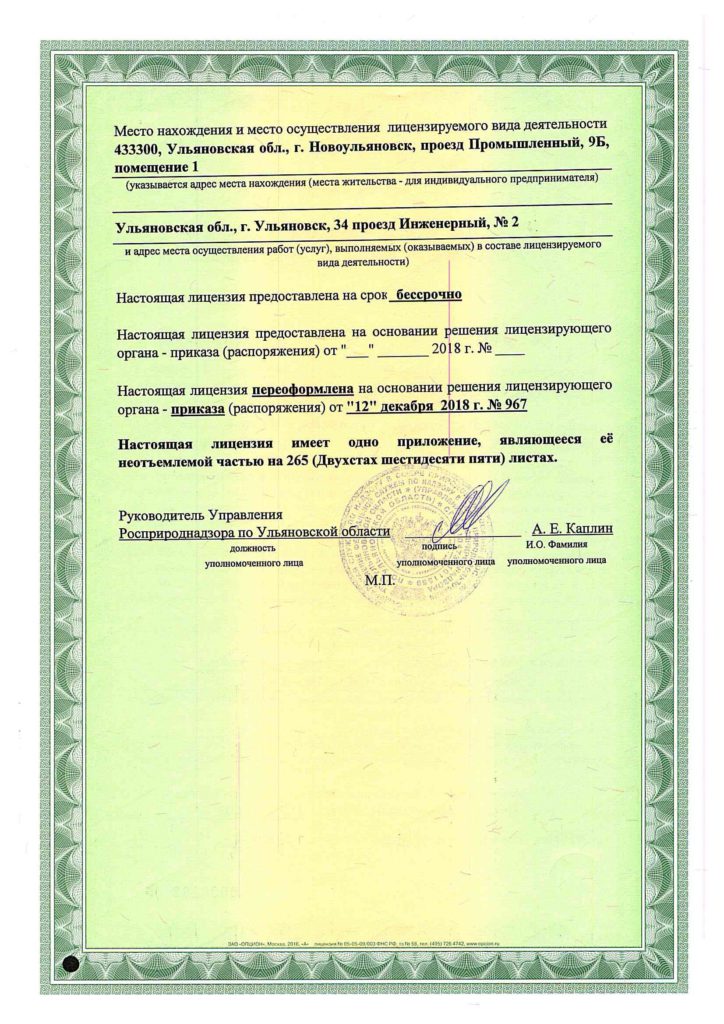 Место нахождения и место осуществления лицензируемого вида деятельности
433300, Ульяновская обл., г. Новоульяновск, проезд Промышленный, 9Б,
помещение 1
(указывается адрес места нахождения (места жительства - для индивидуального предпринимателя)
Ульяновская обл., г. Ульяновск, 34 проезд Инженерный, № 2
и адрес места осуществления работ (услуг), выполняемых (оказываемых) в составе лицензируемого
вида деятельности)
Настоящая лицензия предоставлена на срок бессрочно
Настоящая лицензия предоставлена на основании решения лицензирующего
органа - приказа (распоряжения) от "___" _______ 2018 г. № ____
Настоящая лицензия переоформлена на основании решения лицензирующего
органа - приказа (распоряжения) от "12" декабря 2018 г. № 967
Настоящая лицензия имеет одно приложение, являющееся её
неотъемлемой частью на 265 (Двухстах шестидесяти пяти) листах.
Руководитель Управления
Росприроднадзора по Ульяновской области А. Е. Каплин
должность подпись И.О. Фамилия
уполномоченного лица уполномоченного лица уполномоченного лица
М.П.
ЗАО «ОПЦИОН», Москва, 2016, «А» лицензия № 05-05-09/003 ФНС РФ, тз № 58, тел. (495) 726 4742, www.opcion.ru